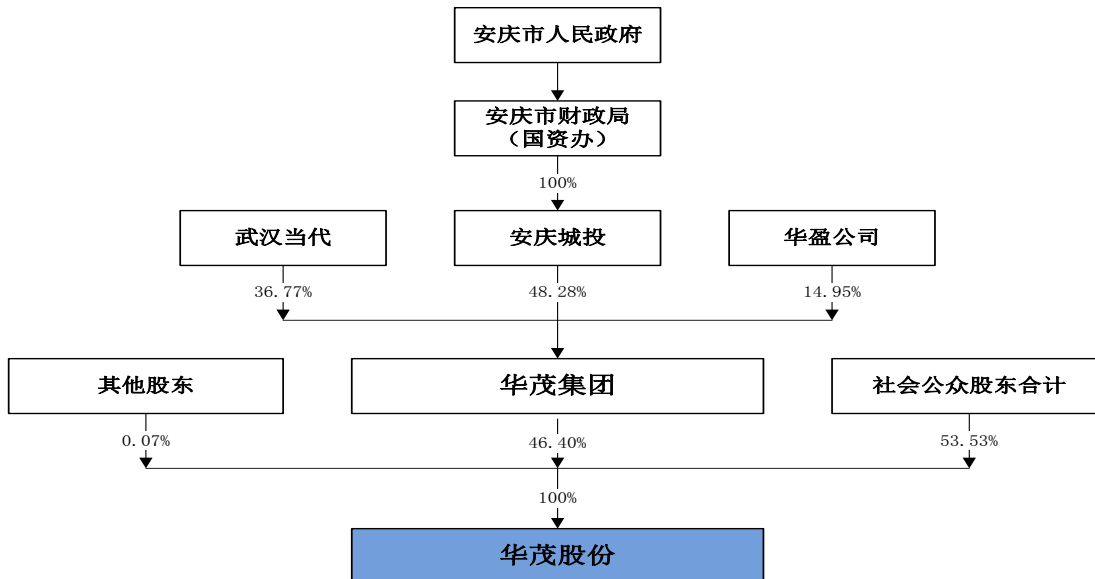 安庆市人民政府
安庆市财政局
（国资办）
100%
武汉当代
安庆城投
华盈公司
36.77%
48.28%
14.95%
其他股东
华茂集团
社会公众股东合计
0.07%
46.40%
53.53%
100%
华茂股份